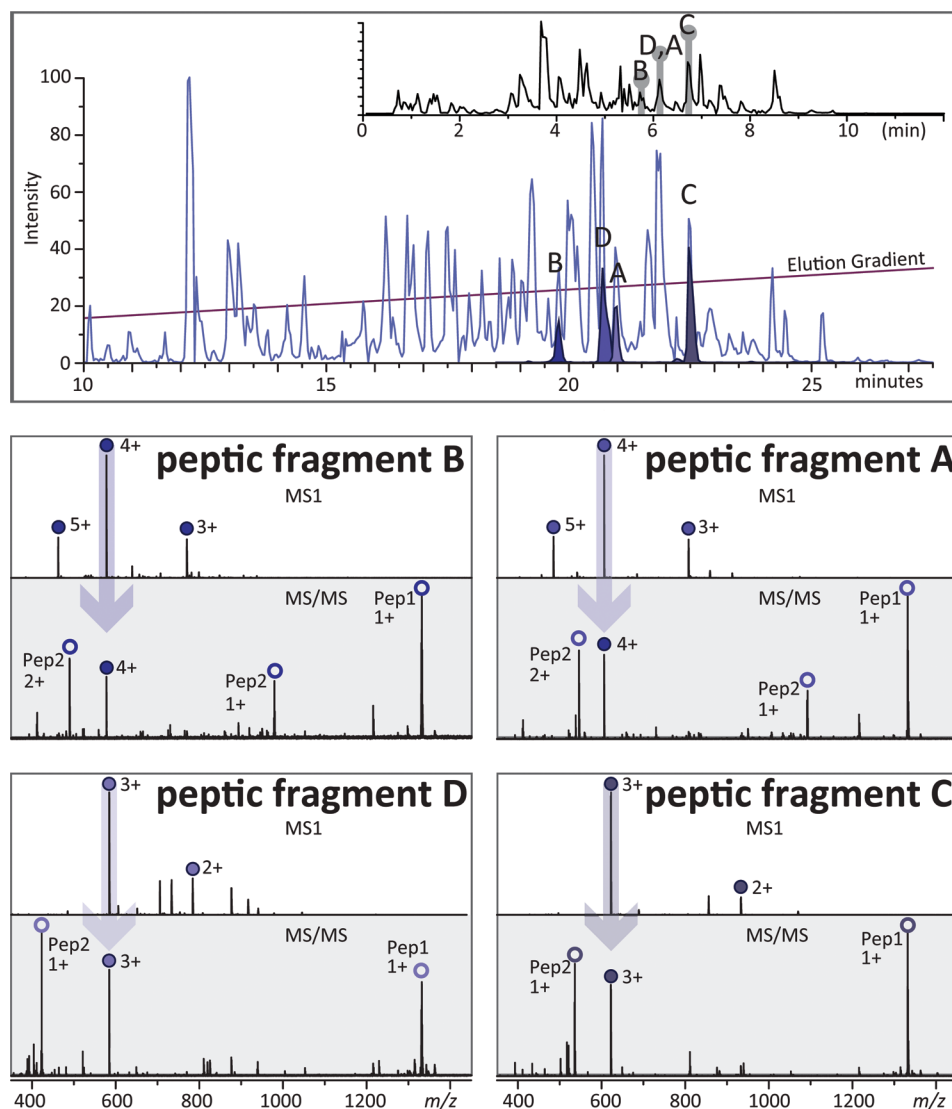 C
D,A
B
0 2 4 6 8 10 (min)
100
80
60
40
20
0
Intensity
B
D
A
C
Elution Gradient
10 15 20 25 minutes
peptic fragment B
MS1
4+
5+
3+
MS/MS
Pep1
1+
Pep2
2+
4+
Pep2
1+
peptic fragment A
MS1
4+
5+
3+
MS/MS
Pep1
1+
Pep2
2+
4+
Pep2
1+
peptic fragment D
MS1
3+
2+
MS/MS
Pep2
1+
3+
Pep1
1+
400 600 800 1000 1200 m/z
peptic fragment C
MS1
3+
2+
MS/MS
Pep2
1+
3+
Pep1
1+
400 600 800 1000 1200 m/z